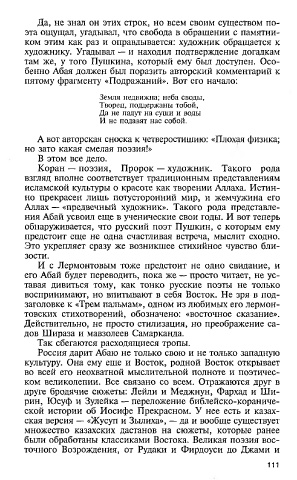 Да, не знал он этих строк, но всем своим существом поэта ощущал, угадывал, что свобода в обращении с памятником этим как раз и оправдывается: художник обращается к художнику. Угадывал — и находил подтверждение догадкам там же, у того Пушкина, который ему был доступен. Особенно Абая должен был поразить авторский комментарий к пятому фрагменту «Подражаний». Вот его начало:
Земля недвижна; неба своды,
Творец, поддержаны тобой,
Да не падут на сушь и воды
И не подавят нас собой.
А вот авторская сноска к четверостишию: «Плохая физика; но зато какая смелая поэзия!»
В этом все дело.
Коран — поэзия, Пророк — художник. Такого рода взгляд вполне соответствует традиционным представлениям исламской культуры о красоте как творении Аллаха. Истинно прекрасен лишь потусторонний мир, и жемчужина его Аллах — «предвечный художник». Такого рода представления Абай усвоил еще в ученические свои годы. И вот теперь обнаруживается, что русский поэт Пушкин, с которым ему предстоит еще не одна счастливая встреча, мыслит сходно. Это укрепляет сразу же возникшее стихийное чувство близости.
И с Лермонтовым тоже предстоит не одно свидание, и его Абай будет переводить, пока же — просто читает, не уставая дивиться тому, как тонко русские поэты не только воспринимают, но впитывают в себя Восток. Не зря в подзаголовке к «Трем пальмам», одном из любимых его лермонтовских стихотворений, обозначено: «восточное сказание». Действительно, не просто стилизация, но преображение садов Шираза и мавзолеев Самарканда.
Так сбегаются расходящиеся тропы.
Россия дарит Абаю не только свою и не только западную культуру. Она ему еще и Восток, родной Восток открывает во всей его неохватной мыслительной полноте и поэтическом великолепии. Все связано со всем. Отражаются друг в друге бродячие сюжеты: Лейли и Меджнун, Фархад и Ширин, Юсуф и Зулейка — переложение библейско-коранической истории об Иосифе Прекрасном. У нее есть и казахская версия — «Жусуп и Зылиха», — да и вообще существует множество казахских дастанов на сюжеты, которые ранее были обработаны классиками Востока. Великая поэзия восточного Возрождения, от Рудаки и Фирдоуси до Джами и
111